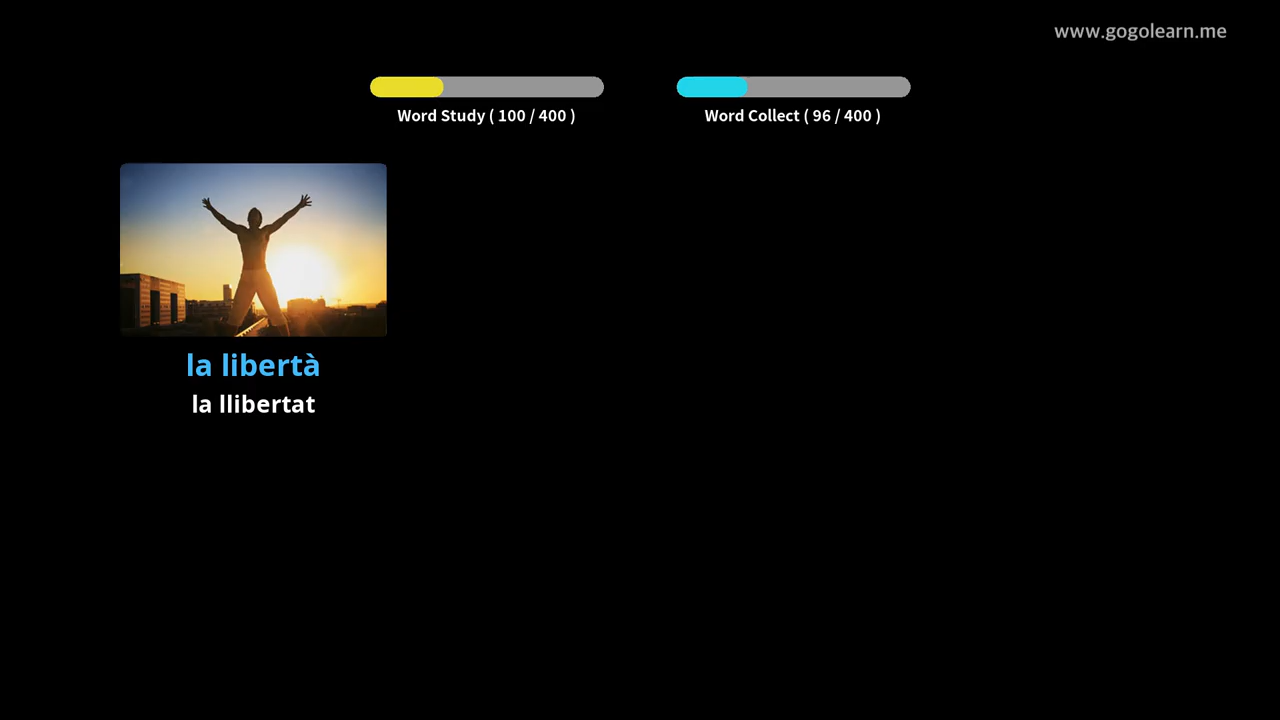 www.gogolearn.me
Word Study ( 100 / 400 )
Word Collect ( 96 / 400 )
la libertà
la llibertat